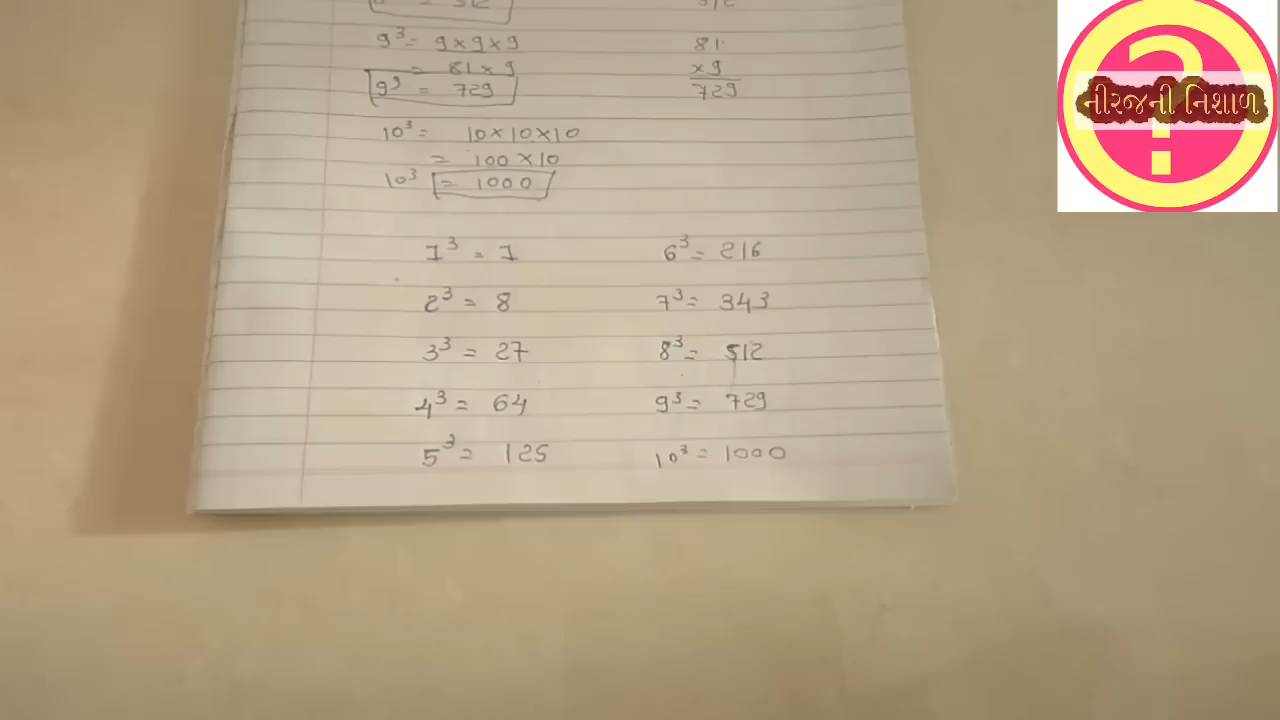 9³ = 9 × 9 × 9
= 81 × 9
9³ = 729
81
× 9
729
10³ = 10 × 10 × 10
= 100 × 10
10³ = 1000
1³ = 1
2³ = 8
3³ = 27
4³ = 64
5³ = 125
6³ = 216
7³ = 343
8³ = 512
9³ = 729
10³ = 1000
?
નીરજની નિશાળ